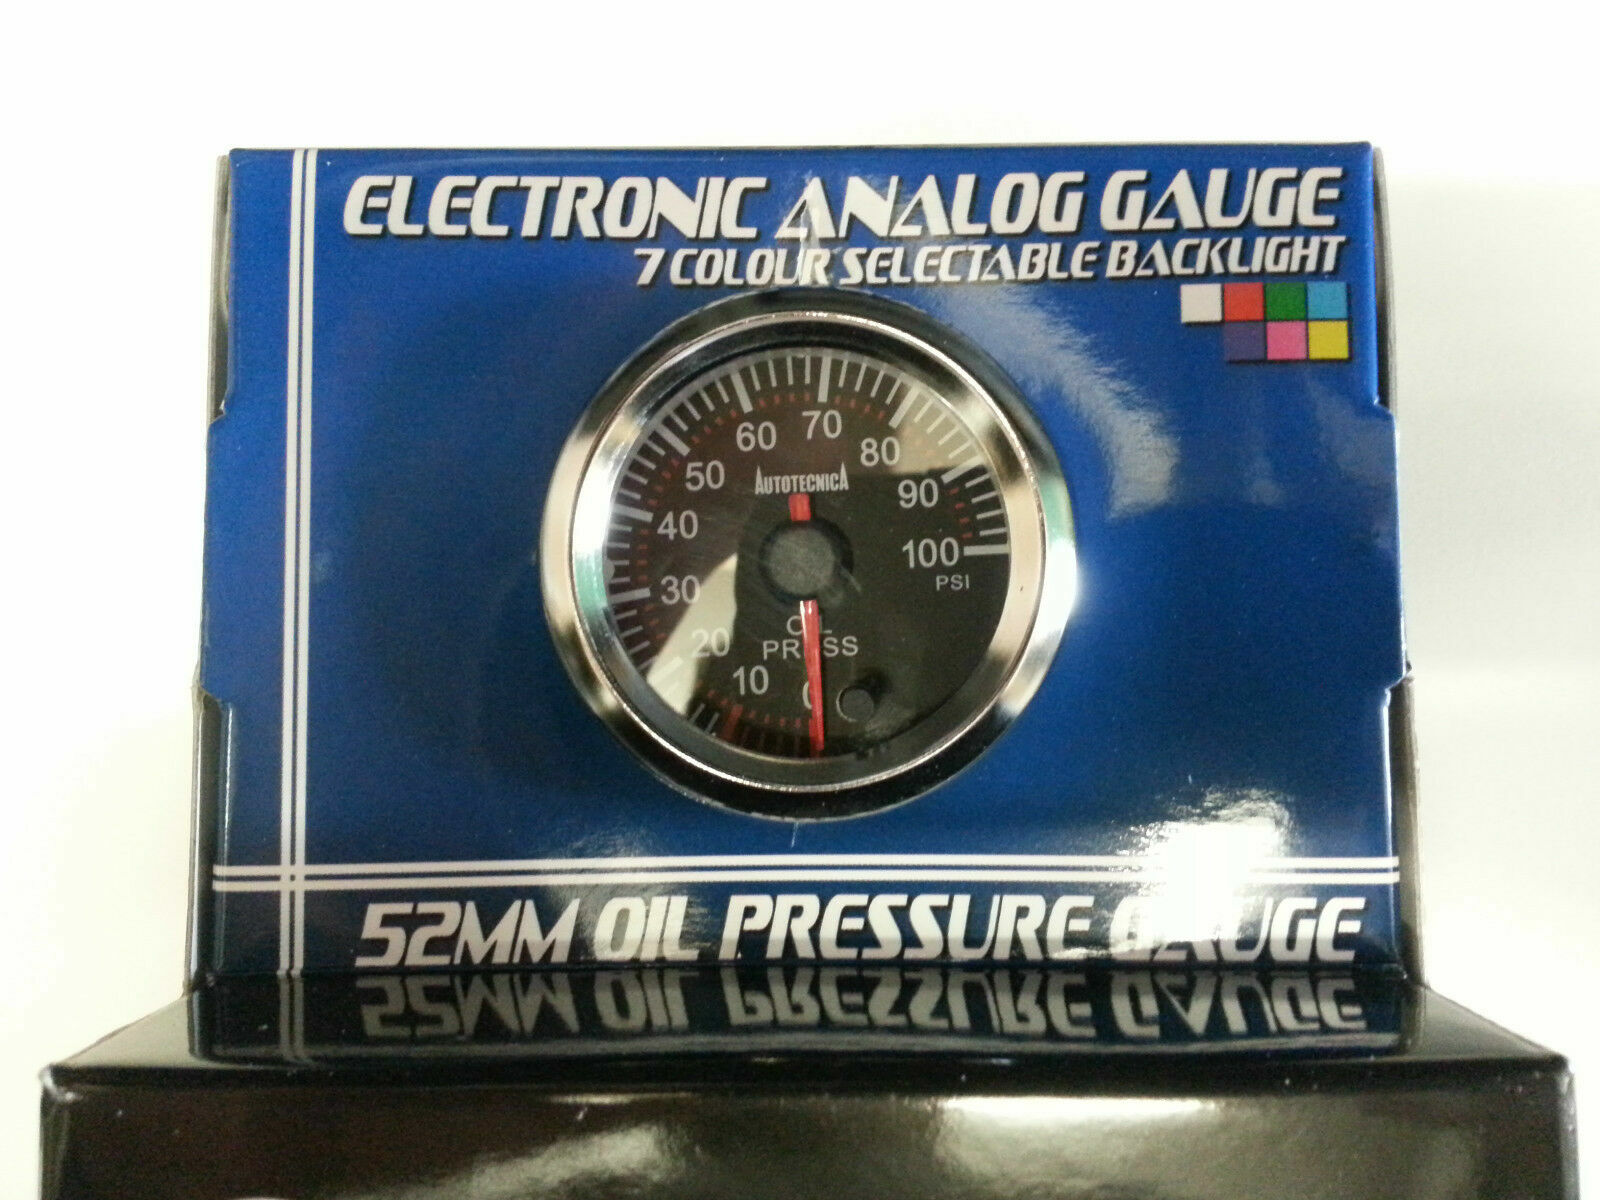 ELECTRONIC ANALOG GAUGE
7 COLOUR SELECTABLE BACKLIGHT
70
60
80
50
AUTOTECNICA
90
40
100
PSI
30
OIL
20
PRESS
10
0
52MM OIL PRESSURE GAUGE